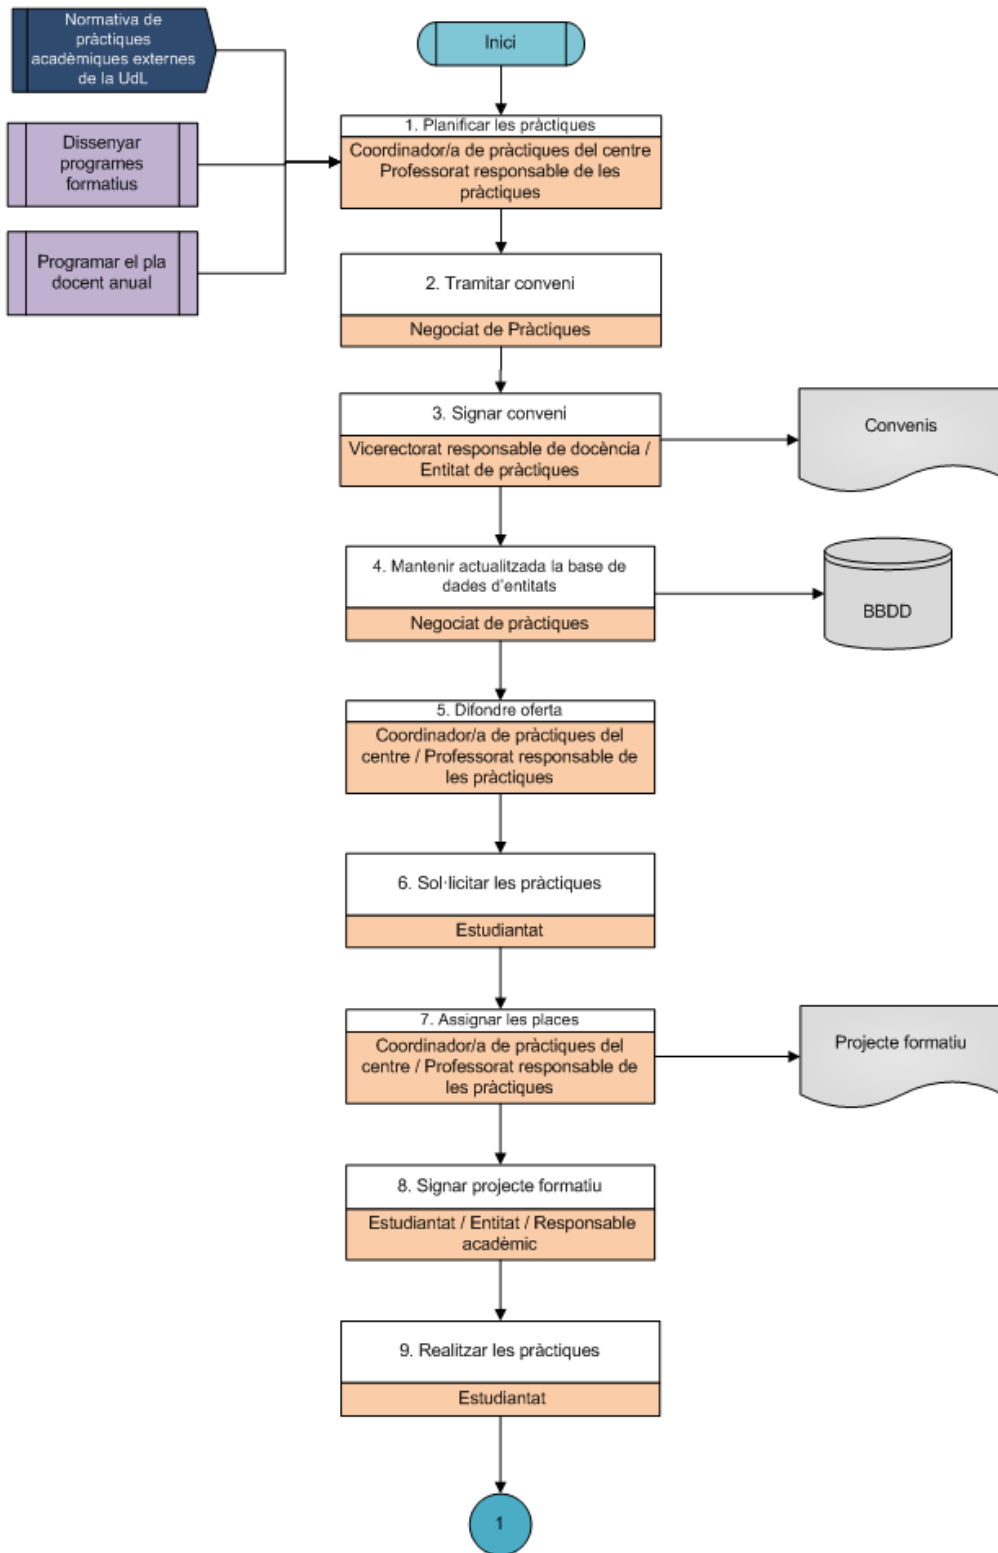 Normativa de
pràctiques
acadèmiques externes
de la UdL
Inici
Dissenyar
programes
formatius
Programar el pla
docent anual
1. Planificar les pràctiques
Coordinador/a de pràctiques del centre
Professorat responsable de les
pràctiques
2. Tramitar conveni
Negociat de Pràctiques
3. Signar conveni
Vicerectorat responsable de docència /
Entitat de pràctiques
Convenis
4. Mantenir actualitzada la base de
dades d'entitats
Negociat de pràctiques
BBDD
5. Difondre oferta
Coordinador/a de pràctiques del
centre / Professorat responsable de
les pràctiques
6. Sol·licitar les pràctiques
Estudiantat
7. Assignar les places
Coordinador/a de pràctiques del
centre / Professorat responsable de
les pràctiques
Projecte formatiu
8. Signar projecte formatiu
Estudiantat / Entitat / Responsable
acadèmic
9. Realitzar les pràctiques
Estudiantat
1